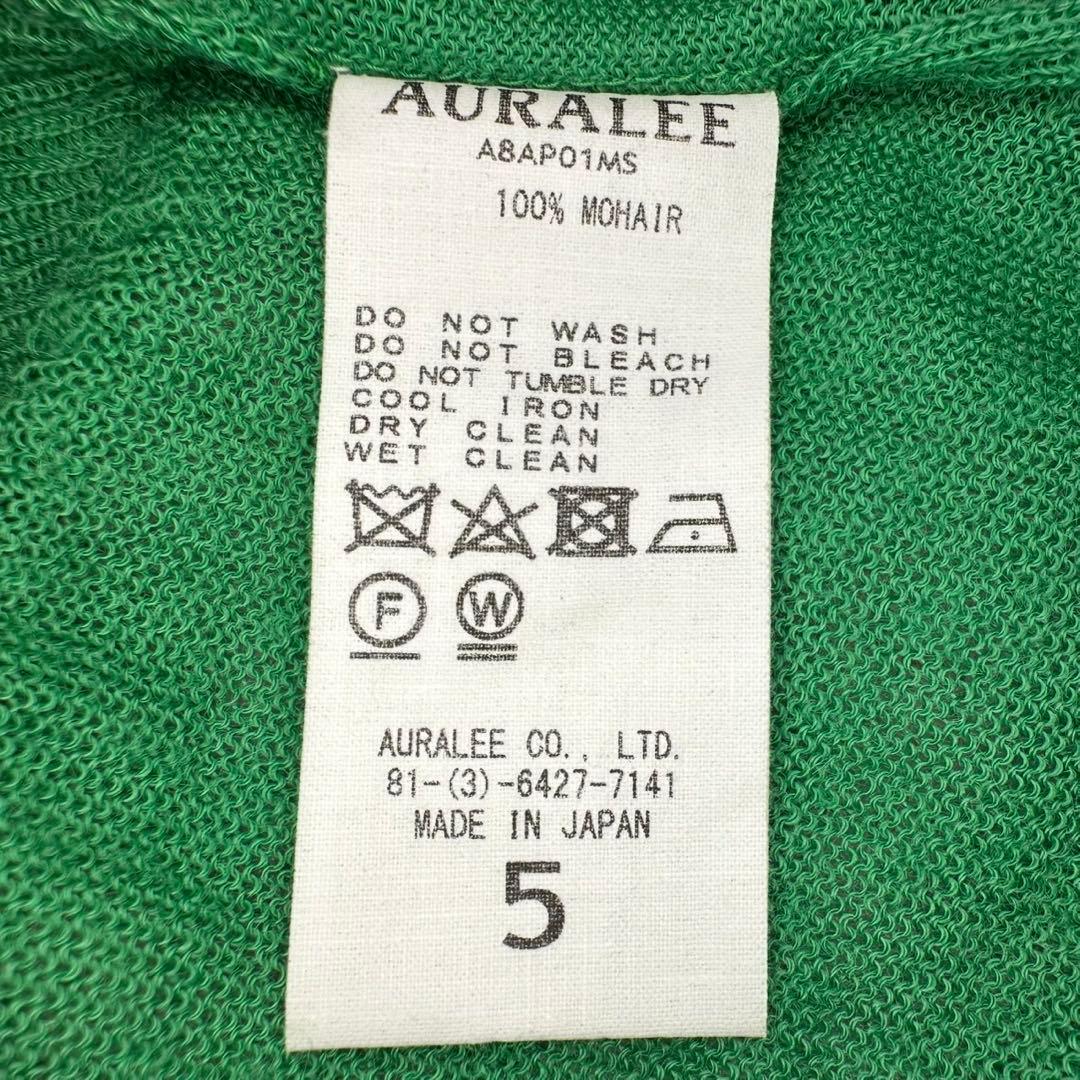 AURALEE
A8AP01MS
100% MOHAIR
DO NOT WASH
DO NOT BLEACH
DO NOT TUMBLE DRY
COOL IRON
DRY CLEAN
WET CLEAN
F W
AURALEE CO., LTD.
81-(3)-6427-7141
MADE IN JAPAN
5